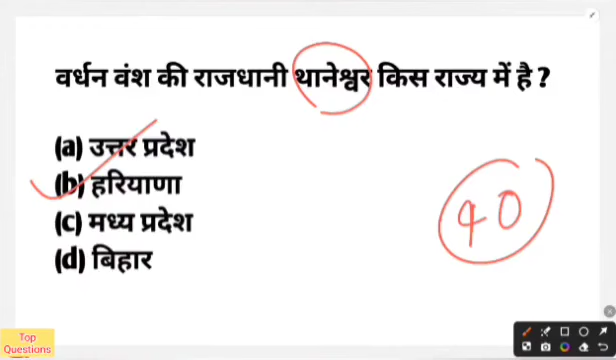 वर्धन वंश की राजधानी थानेश्वर किस राज्य में है ?
(a) उत्तर प्रदेश
(b) हरियाणा
(c) मध्य प्रदेश
(d) बिहार
40
Top
Questions